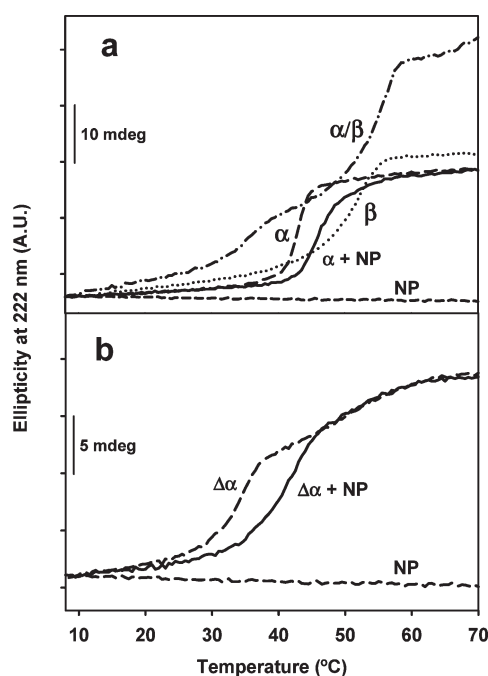 a
10 mdeg
α/β
α
β
α + NP
NP
Ellipticity at 222 nm (A.U.)
b
5 mdeg
Δα
Δα + NP
NP
10 20 30 40 50 60 70
Temperature (ºC)